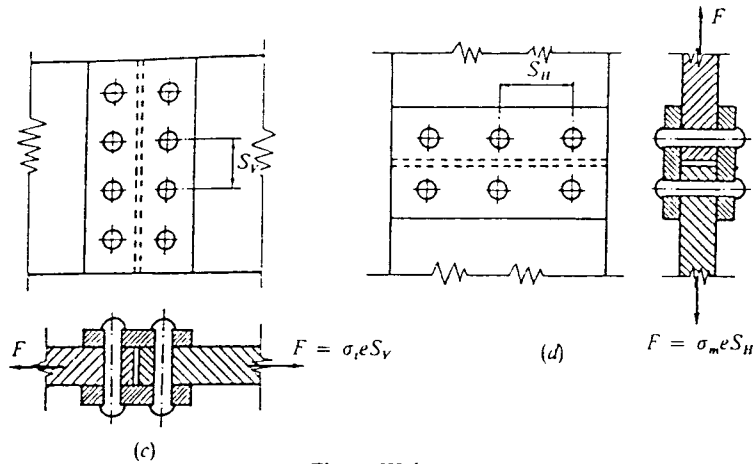 S_V
S_H
F
F
F = σ_t e S_V
(c)
(d)
F = σ_m e S_H